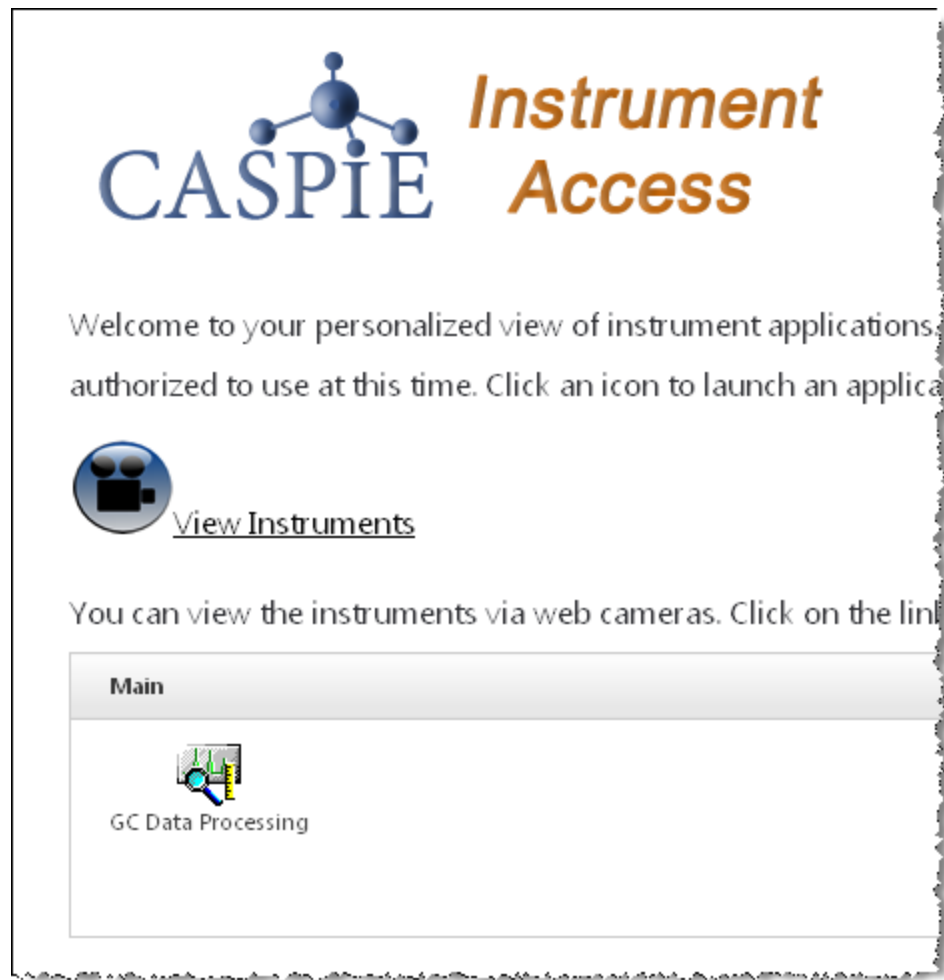 CASPiE
Instrument
Access
Welcome to your personalized view of instrument applications.
authorized to use at this time. Click an icon to launch an
View Instruments
You can view the instruments via web cameras. Click on the
Main
GC Data Processing